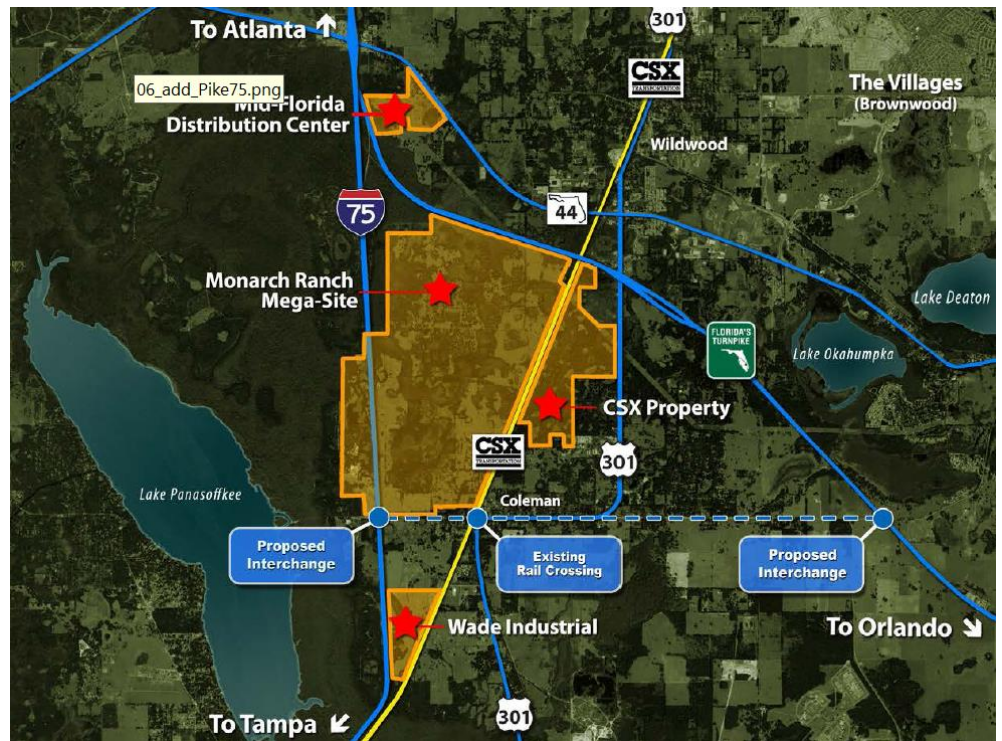 To Atlanta
301
CSX
TRANSPORTATION
06_add_Pike75.png
Mid-Florida
Distribution Center
The Villages
(Brownwood)
Wildwood
75
44
Monarch Ranch
Mega-Site
Lake Deaton
FLORIDA'S
TURNPIKE
Lake Okahumpka
CSX Property
CSX
TRANSPORTATION
301
Lake Panasoffkee
Coleman
Proposed
Interchange
Existing
Rail Crossing
Proposed
Interchange
Wade Industrial
To Orlando
301
To Tampa